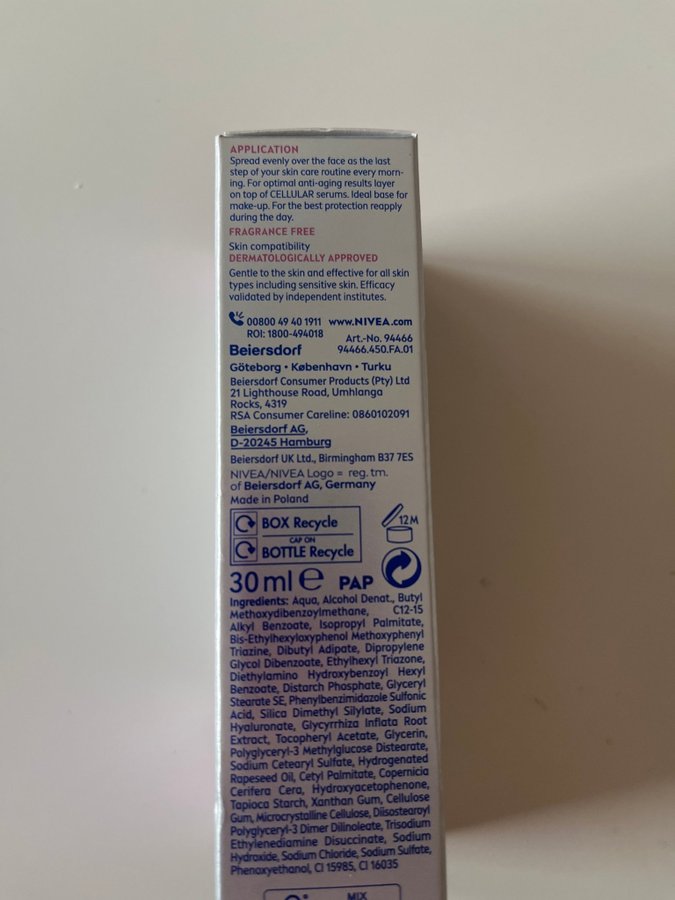 APPLICATION
Spread evenly over the face as the last
step of your skin care routine every morn-
ing. For optimal anti-aging results layer
on top of CELLULAR serums. Ideal base for
make-up. For the best protection reapply
during the day.
FRAGRANCE FREE
Skin compatibility
DERMATOLOGICALLY APPROVED
Gentle to the skin and effective for all skin
types including sensitive skin. Efficacy
validated by independent institutes.
00800 49 40 1911 www.NIVEA.com
ROI: 1800-494018 Art.-No. 94466
Beiersdorf 94466.450.FA.01
Göteborg • København • Turku
Beiersdorf Consumer Products (Pty) Ltd
21 Lighthouse Road, Umhlanga
Rocks, 4319
RSA Consumer Careline: 0860102091
Beiersdorf AG,
D-20245 Hamburg
Beiersdorf UK Ltd., Birmingham B37 7ES
NIVEA/NIVEA Logo = reg. tm.
of Beiersdorf AG, Germany
Made in Poland
BOX Recycle
CAP ON
BOTTLE Recycle
12M
30 ml e PAP
Ingredients: Aqua, Alcohol Denat., Butyl
Methoxydibenzoylmethane, C12-15
Alkyl Benzoate, Isopropyl Palmitate,
Bis-Ethylhexyloxyphenol Methoxyphenyl
Triazine, Dibutyl Adipate, Dipropylene
Glycol Dibenzoate, Ethylhexyl Triazone,
Diethylamino Hydroxybenzoyl Hexyl
Benzoate, Distarch Phosphate, Glyceryl
Stearate SE, Phenylbenzimidazole Sulfonic
Acid, Silica Dimethyl Silylate, Sodium
Hyaluronate, Glycyrrhiza Inflata Root
Extract, Tocopheryl Acetate, Glycerin,
Polyglyceryl-3 Methylglucose Distearate,
Sodium Cetearyl Sulfate, Hydrogenated
Rapeseed Oil, Cetyl Palmitate, Copernicia
Cerifera Cera, Hydroxyacetophenone,
Tapioca Starch, Xanthan Gum, Cellulose
Gum, Microcrystalline Cellulose, Diisostearoyl
Polyglyceryl-3 Dimer Dilinoleate, Trisodium
Ethylenediamine Disuccinate, Sodium
Hydroxide, Sodium Chloride, Sodium Sulfate,
Phenoxyethanol, CI 15985, CI 16035
MIX